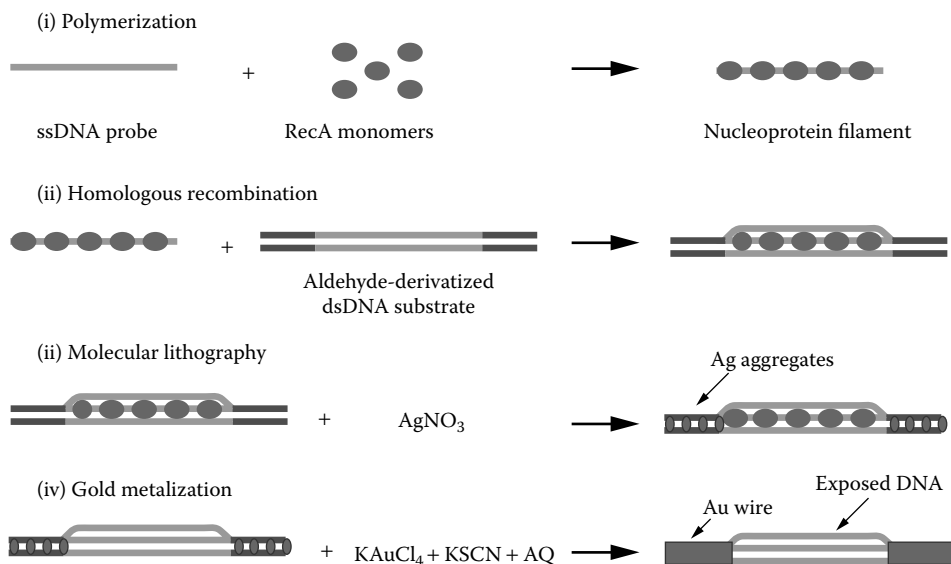 (i) Polymerization
+
ssDNA probe
RecA monomers
Nucleoprotein filament
(ii) Homologous recombination
+
Aldehyde-derivatized
dsDNA substrate
(ii) Molecular lithography
Ag aggregates
+
AgNO₃
(iv) Gold metalization
Exposed DNA
Au wire
+
KAuCl₄ + KSCN + AQ